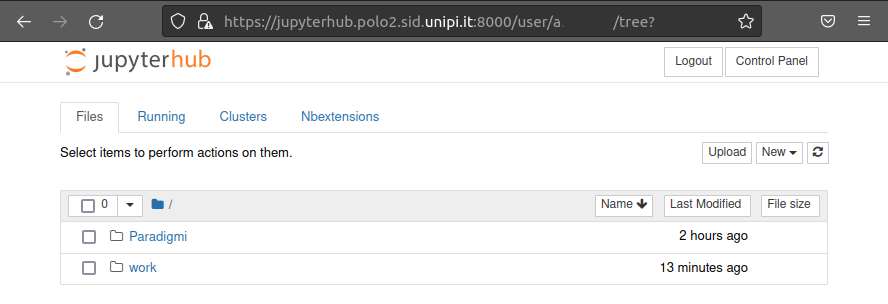 https://jupyterhub.polo2.sid.unipi.it:8000/user/a. /tree?
jupyterhub Logout Control Panel
Files Running Clusters Nbextensions
Select items to perform actions on them. Upload New
0 / Name Last Modified File size
Paradigmi 2 hours ago
work 13 minutes ago